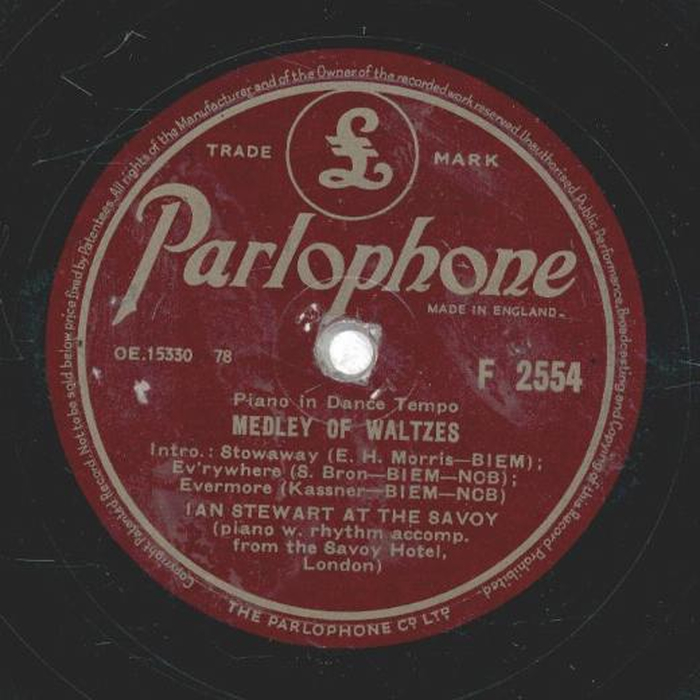 Copyright Patented Record. Not to be sold below price fixed by Patentees. All rights of the Manufacturer and of the Owner of the recorded work reserved. Unauthorised Public Performance, Broadcasting and Copying of this Record Prohibited.
£
TRADE MARK
Parlophone
MADE IN ENGLAND
OE.15330 78
F 2554
Piano in Dance Tempo
MEDLEY OF WALTZES
Intro.: Stowaway (E. H. Morris—BIEM);
Ev'rywhere (S. Bron—BIEM—NCB);
Evermore (Kassner—BIEM—NCB)
IAN STEWART AT THE SAVOY
(piano w. rhythm accomp.
from the Savoy Hotel,
London)
THE PARLOPHONE Cº LTD